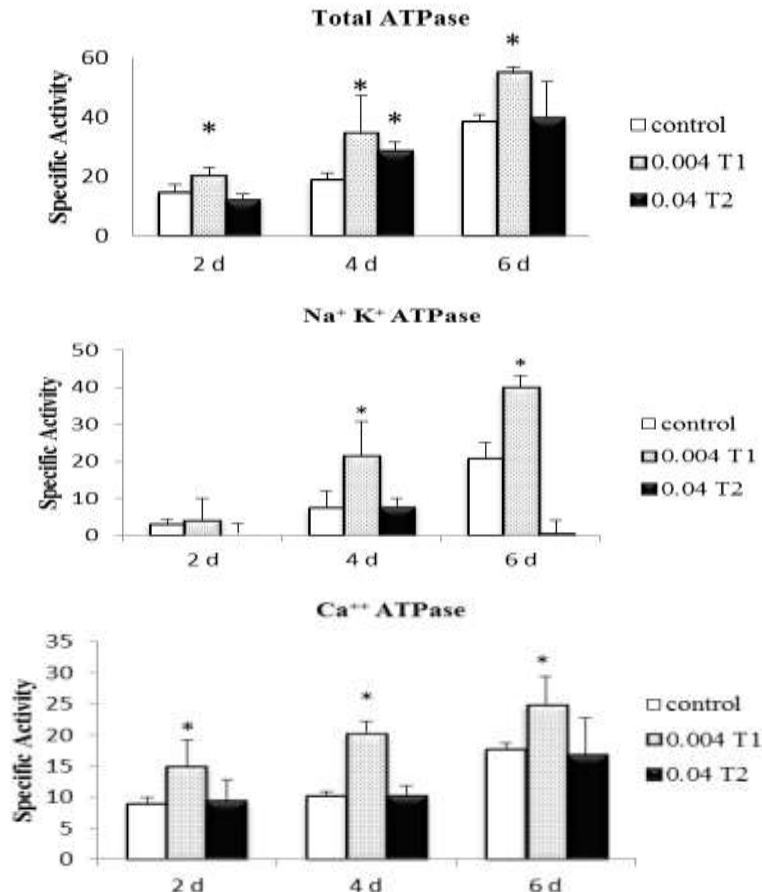 Total ATPase
Specific Activity
60
40
20
0
*
*
*
*
2 d
4 d
6 d
control
0.004 T1
0.04 T2
Na⁺ K⁺ ATPase
Specific Activity
50
40
30
20
10
0
*
*
2 d
4 d
6 d
control
0.004 T1
0.04 T2
Ca⁺⁺ ATPase
Specific Activity
35
30
25
20
15
10
5
0
*
*
*
2 d
4 d
6 d
control
0.004 T1
0.04 T2